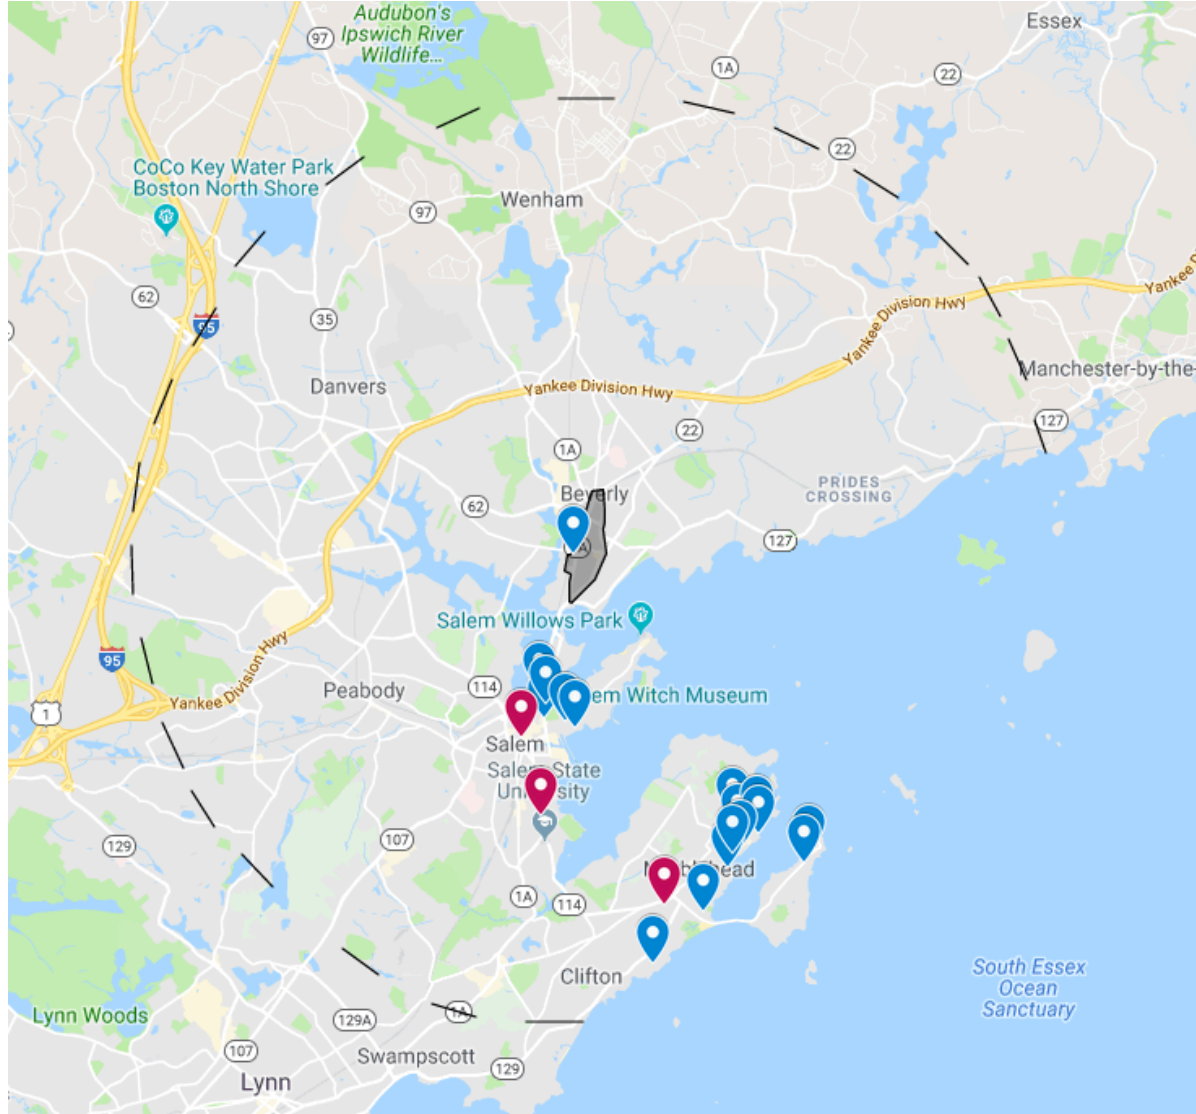 Audubon's
Ipswich River
Wildlife...
Essex
97
1A
22
22
CoCo Key Water Park
Boston North Shore
Wenham
97
62
95
35
Yankee Division Hwy
Yankee D
Danvers
Yankee Division Hwy
Manchester-by-the-
127
22
1A
Beverly
PRIDES
CROSSING
62
127
Salem Willows Park
95
Peabody
114
em Witch Museum
Yankee Division Hwy
1
Salem
Salem State
University
129
107
Marblehead
1A
114
Clifton
South Essex
Ocean
Sanctuary
Lynn Woods
129A
1A
107
Swampscott
129
Lynn